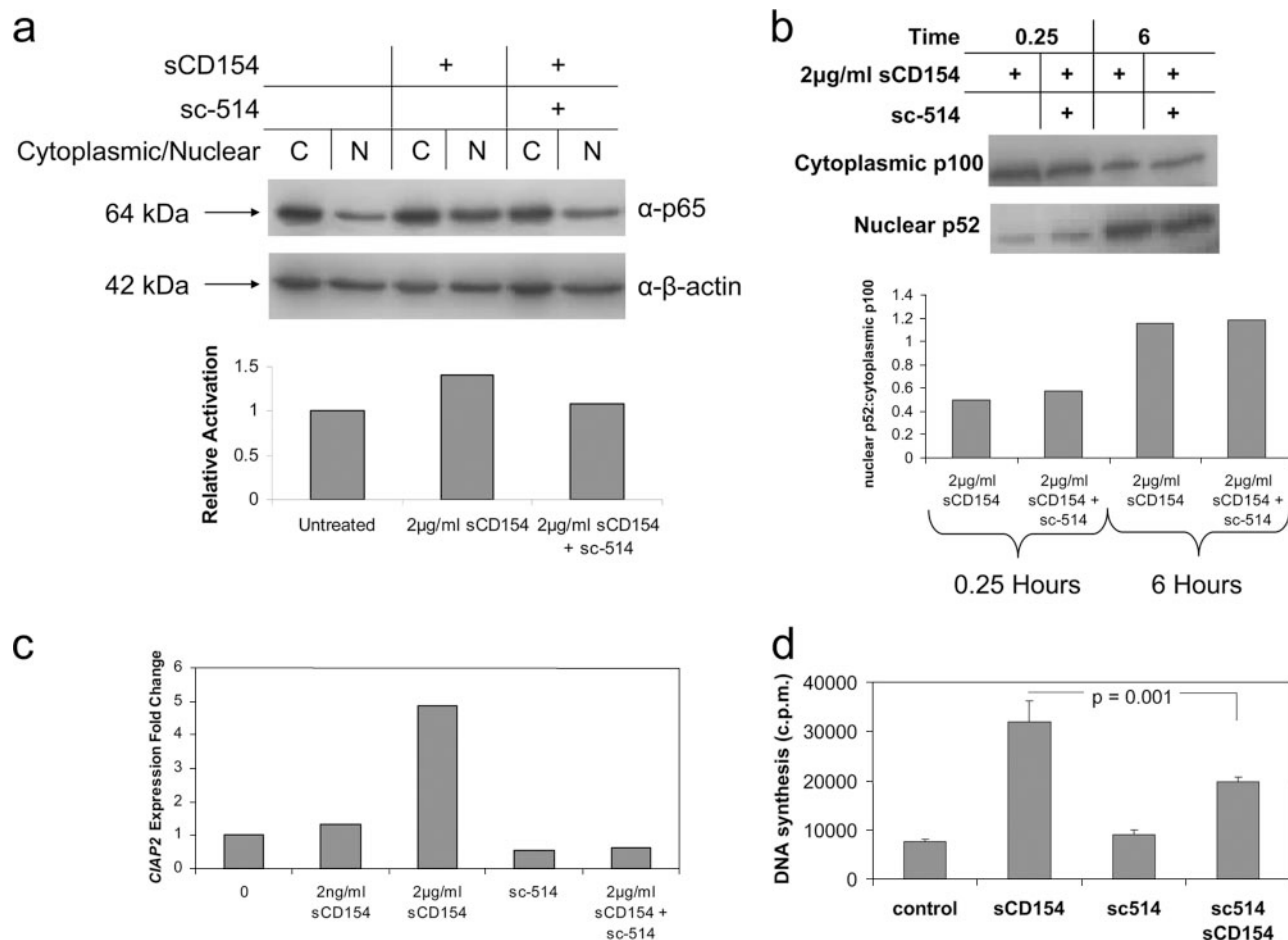 a
sCD154 + +
sc-514 +
Cytoplasmic/Nuclear C N C N C N
64 kDa α-p65
42 kDa α-β-actin
Relative Activation
1.5
1
0.5
0
Untreated 2µg/ml sCD154 2µg/ml sCD154
+ sc-514
b
Time 0.25 6
2µg/ml sCD154 + + + +
sc-514 + +
Cytoplasmic p100
Nuclear p52
nuclear p52:cytoplasmic p100
1.4
1.2
1
0.8
0.6
0.4
0.2
0
2µg/ml 2µg/ml 2µg/ml 2µg/ml
sCD154 sCD154 + sCD154 sCD154 +
sc-514 sc-514
0.25 Hours 6 Hours
c
CIAP2 Expression Fold Change
6
5
4
3
2
1
0
0 2ng/ml 2µg/ml sc-514 2µg/ml
sCD154 sCD154 sCD154 +
sc-514
d
DNA synthesis (c.p.m.)
40000
30000
20000
10000
0
p = 0.001
control sCD154 sc514 sc514
sCD154